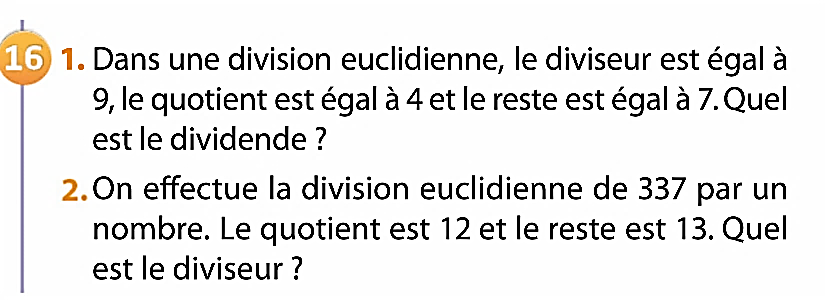 16 1. Dans une division euclidienne, le diviseur est égal à
9, le quotient est égal à 4 et le reste est égal à 7. Quel
est le dividende ?
2. On effectue la division euclidienne de 337 par un
nombre. Le quotient est 12 et le reste est 13. Quel
est le diviseur ?